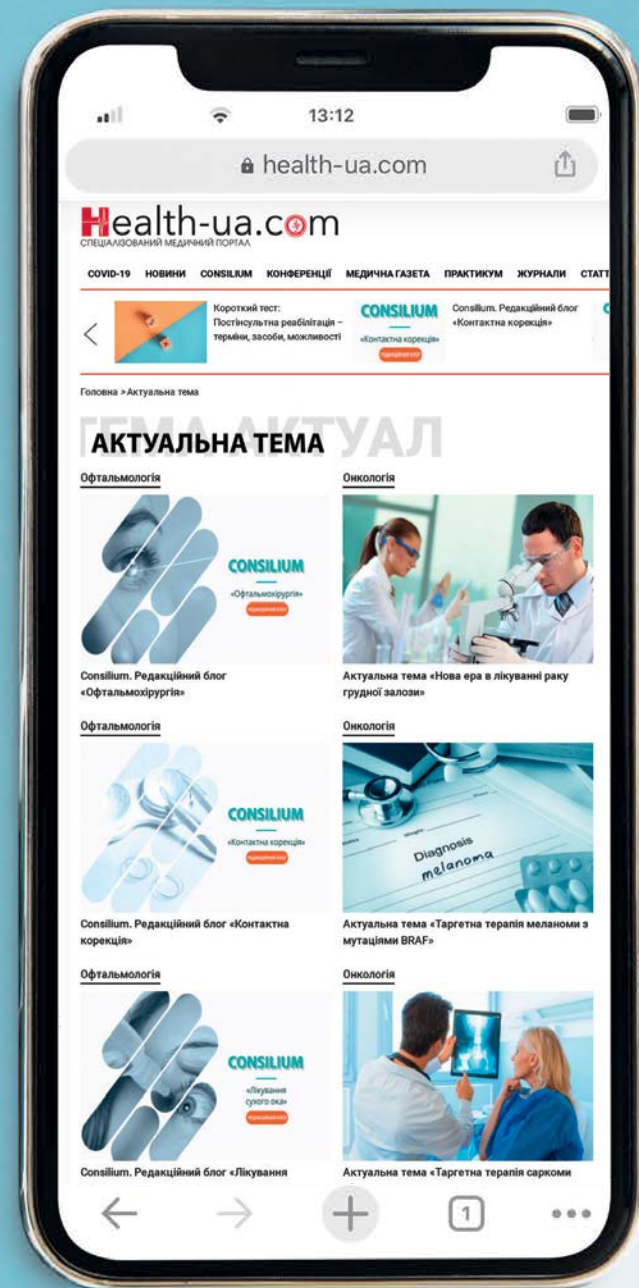 13:12
health-ua.com
Health-ua.com
СПЕЦІАЛІЗОВАНИЙ МЕДИЧНИЙ ПОРТАЛ
COVID-19 НОВИНИ CONSILIUM КОНФЕРЕНЦІЇ МЕДИЧНА ГАЗЕТА ПРАКТИКУМ ЖУРНАЛИ СТАТТ
Короткий тест:
Постінсультна реабілітація –
терміни, засоби, можливості
CONSILIUM
«Контактна корекція»
Consilium. Редакційний блог
«Контактна корекція»
Головна > Актуальна тема
ТЕМА АКТУАЛ
АКТУАЛЬНА ТЕМА
Офтальмологія
CONSILIUM
«Офтальмохірургія»
Consilium. Редакційний блог
«Офтальмохірургія»
Онкологія
Актуальна тема «Нова ера в лікуванні раку
грудної залози»
Офтальмологія
CONSILIUM
«Контактна корекція»
Consilium. Редакційний блог «Контактна
корекція»
Онкологія
Diagnosis
melanoma
Актуальна тема «Таргетна терапія меланоми з
мутаціями BRAF»
Офтальмологія
CONSILIUM
«Лікування
сухого ока»
Consilium. Редакційний блог «Лікування
Онкологія
Актуальна тема «Таргетна терапія саркоми
1